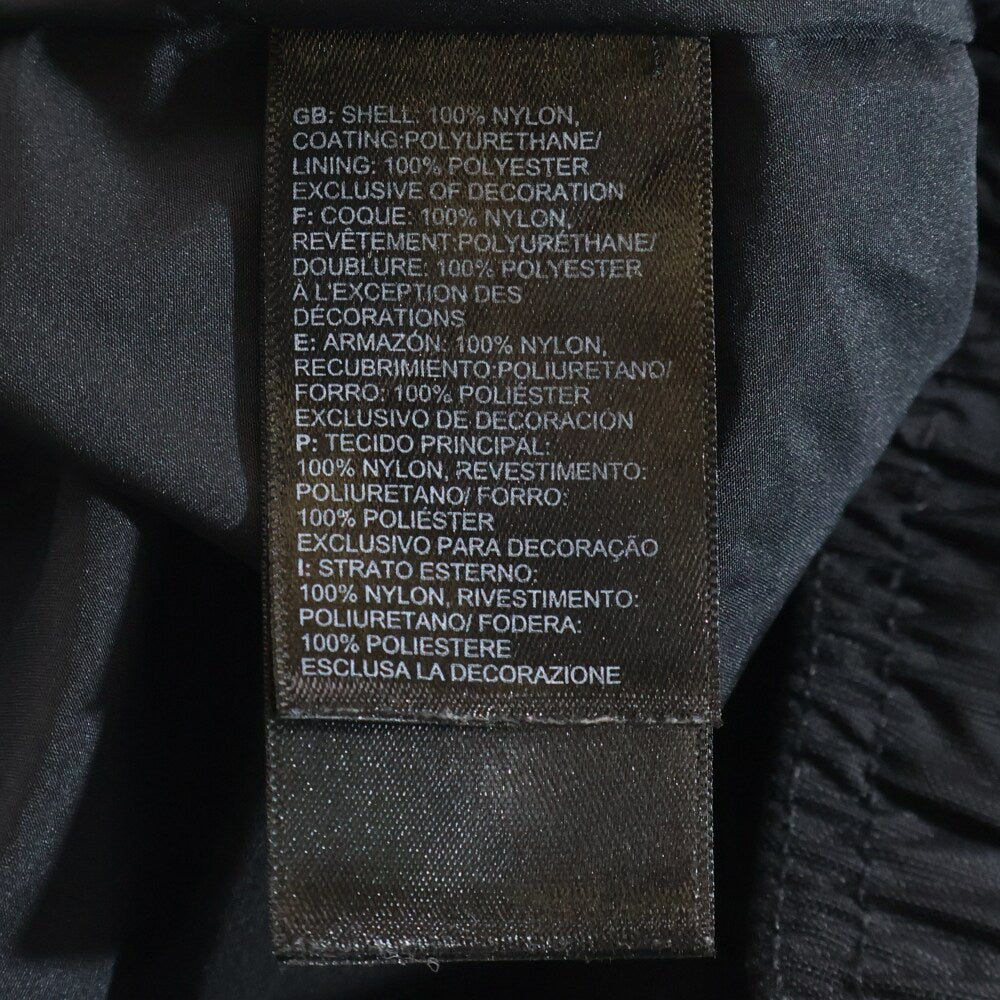 GB: SHELL: 100% NYLON,
COATING:POLYURETHANE/
LINING: 100% POLYESTER
EXCLUSIVE OF DECORATION
F: COQUE: 100% NYLON,
REVÊTEMENT:POLYURÉTHANE/
DOUBLURE: 100% POLYESTER
À L'EXCEPTION DES
DÉCORATIONS
E: ARMAZÓN: 100% NYLON,
RECUBRIMIENTO:POLIURETANO/
FORRO: 100% POLIÉSTER
EXCLUSIVO DE DECORACIÓN
P: TECIDO PRINCIPAL:
100% NYLON, REVESTIMENTO:
POLIURETANO/ FORRO:
100% POLIÉSTER
EXCLUSIVO PARA DECORAÇÃO
I: STRATO ESTERNO:
100% NYLON, RIVESTIMENTO:
POLIURETANO/ FODERA:
100% POLIESTERE
ESCLUSA LA DECORAZIONE